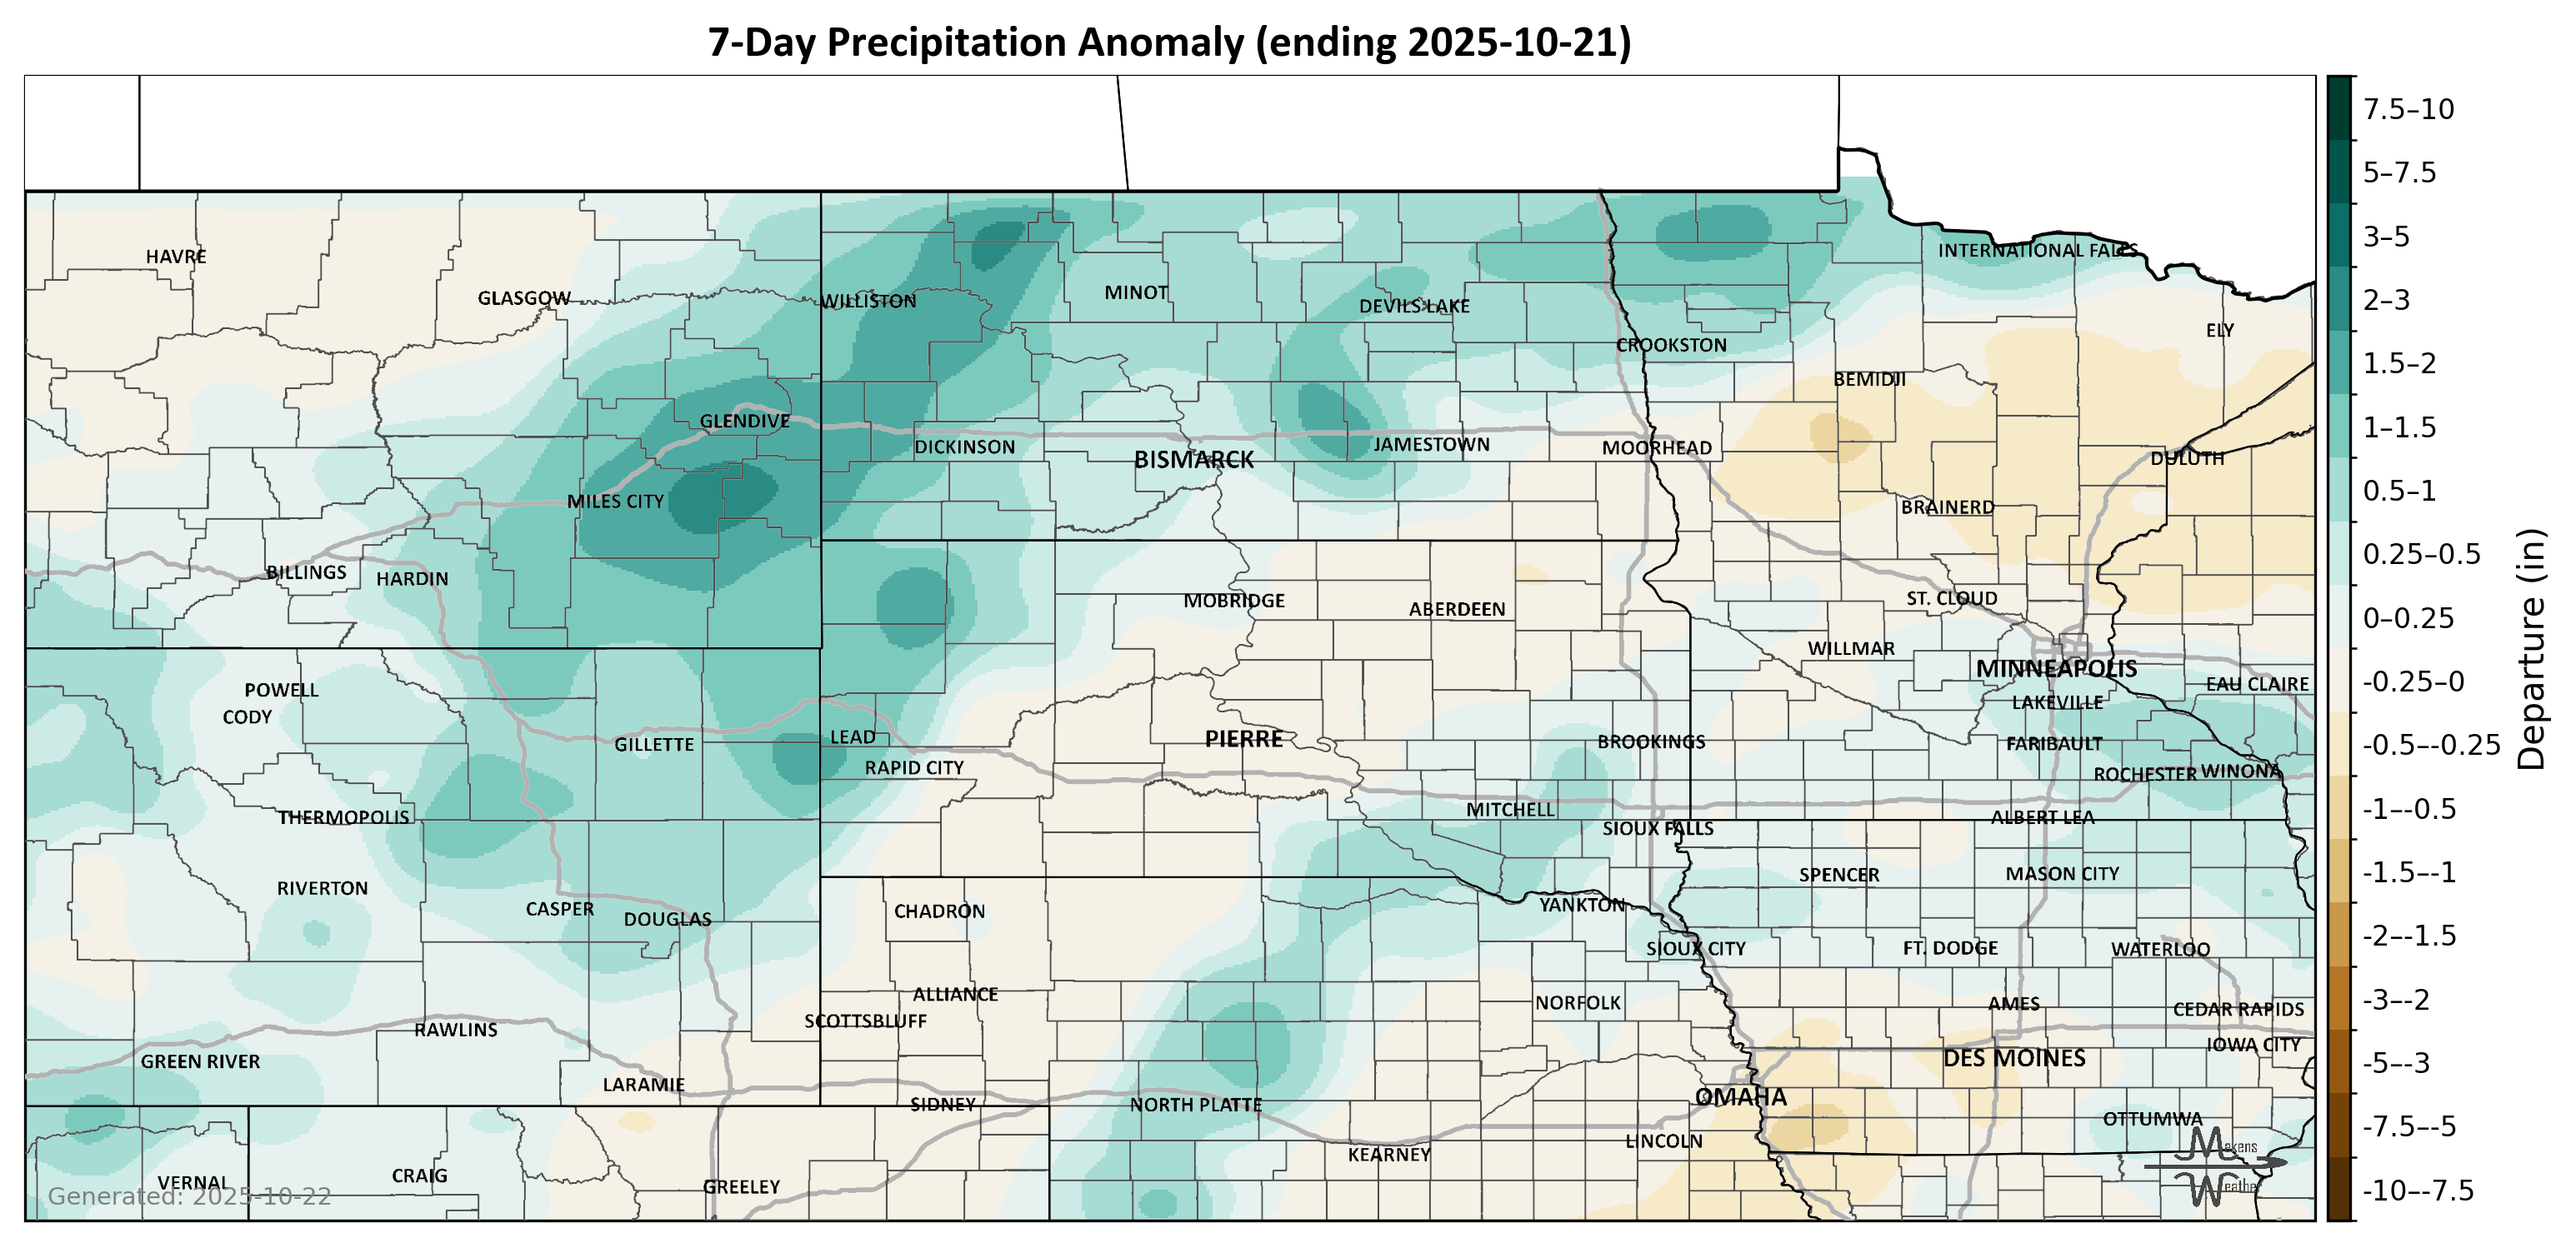 7-Day Precipitation Anomaly (ending 2025-10-21)
HAVRE
GLASGOW
WILLISTON
MINOT
DEVILS LAKE
CROOKSTON
INTERNATIONAL FALLS
ELY
BEMIDJI
GLENDIVE
DICKINSON
BISMARCK
JAMESTOWN
MOORHEAD
DULUTH
MILES CITY
BRAINERD
BILLINGS
HARDIN
MOBRIDGE
ABERDEEN
ST. CLOUD
WILLMAR
MINNEAPOLIS
EAU CLAIRE
POWELL
CODY
LAKEVILLE
GILLETTE
LEAD
PIERRE
BROOKINGS
FARIBAULT
RAPID CITY
ROCHESTER
WINONA
THERMOPOLIS
MITCHELL
SIOUX FALLS
ALBERT LEA
RIVERTON
SPENCER
MASON CITY
CASPER
DOUGLAS
CHADRON
YANKTON
SIOUX CITY
FT. DODGE
WATERLOO
ALLIANCE
NORFOLK
AMES
CEDAR RAPIDS
SCOTTSBLUFF
RAWLINS
GREEN RIVER
IOWA CITY
DES MOINES
LARAMIE
SIDNEY
NORTH PLATTE
OMAHA
OTTUMWA
LINCOLN
KEARNEY
VERNAL
CRAIG
GREELEY
Generated: 2025-10-22
Makens
Weather
7.5–10
5–7.5
3–5
2–3
1.5–2
1–1.5
0.5–1
0.25–0.5
0–0.25
-0.25–0
-0.5–-0.25
-1–-0.5
-1.5–-1
-2–-1.5
-3–-2
-5–-3
-7.5–-5
-10–-7.5
Departure (in)